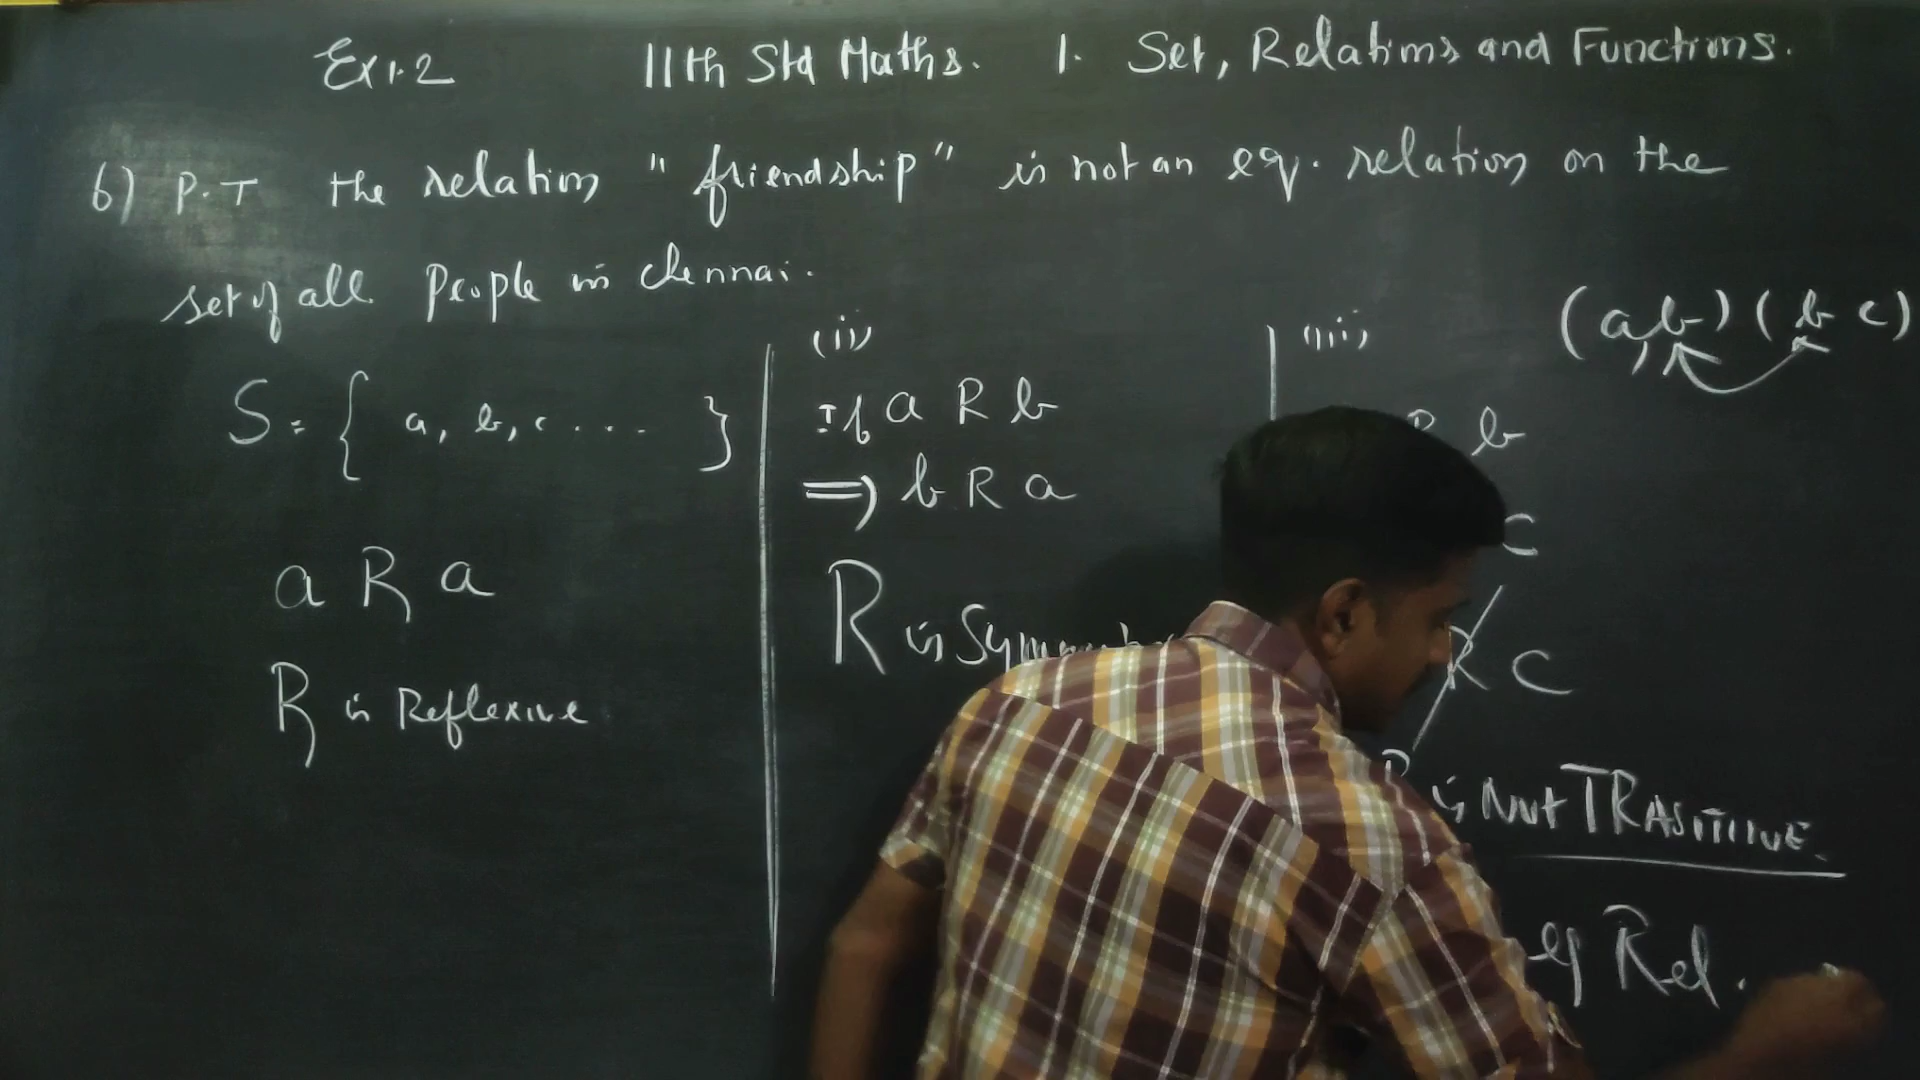 Ex 1.2 11th Std Maths. 1. Set, Relations and Functions.
6) P.T the relation "friendship" is not an eq. relation on the
set of all People in Chennai.
S = { a, b, c .... }
a R a
R is Reflexive
(ii)
If a R b
=> b R a
R is
(iii) (a, b) (b c)
b
c
R c
is Not TRASITIIVE.
eq Rel.